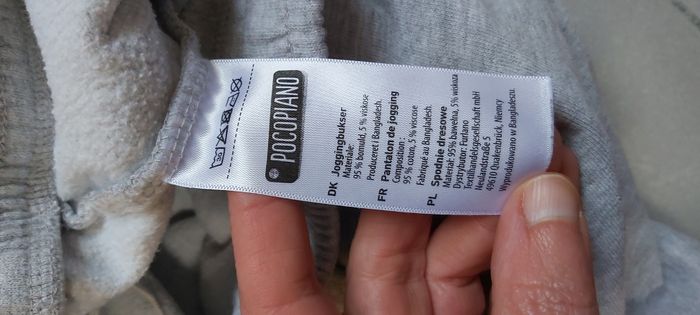 POCOPIANO
DK Joggingbukser
Materiale:
95 % bomuld, 5 % viskose
Produceret i Bangladesh.
FR Pantalon de jogging
Composition :
95 % coton, 5 % viscose
Fabriqué au Bangladesh.
PL Spodnie dresowe
Materiał: 95% bawełna, 5% wiskoza
Dystrybutor: Furlano
Textilhandelsgesellschaft mbH
Neulandstraße 5
49610 Quakenbrück, Niemcy
Wyprodukowano w Bangladeszu.